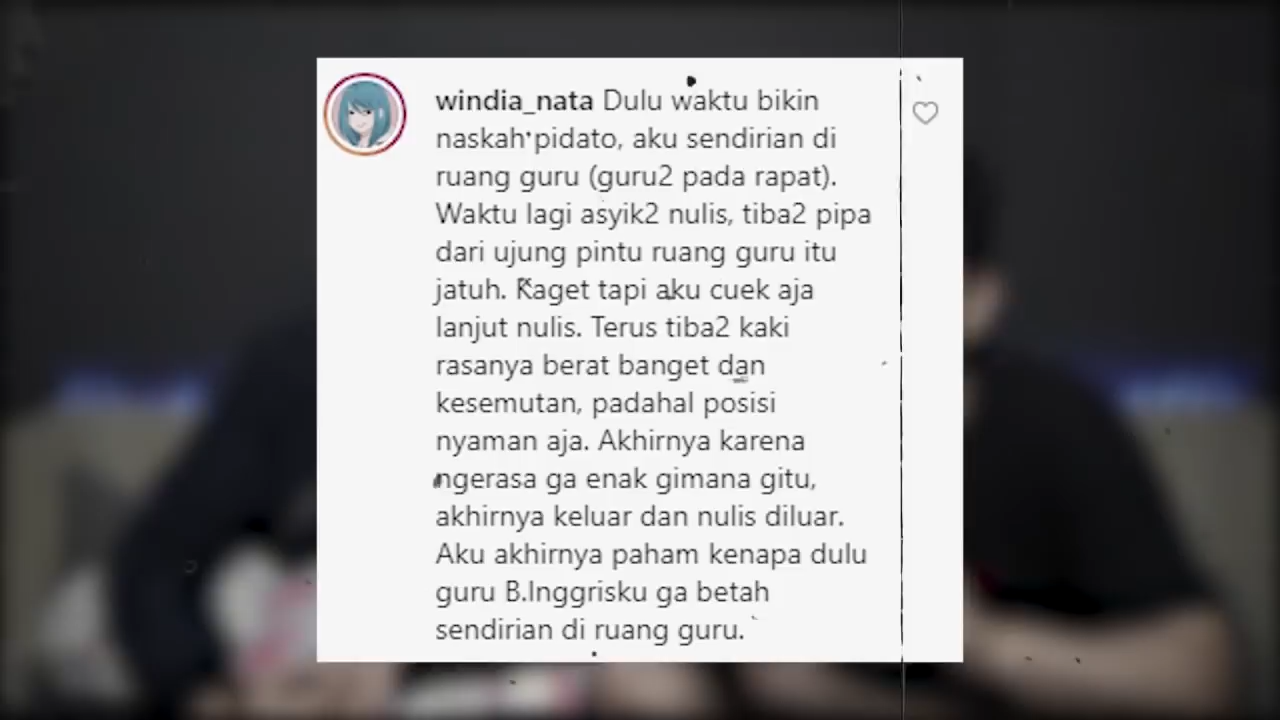 windia_nata Dulu waktu bikin
naskah pidato, aku sendirian di
ruang guru (guru2 pada rapat).
Waktu lagi asyik2 nulis, tiba2 pipa
dari ujung pintu ruang guru itu
jatuh. Kaget tapi aku cuek aja
lanjut nulis. Terus tiba2 kaki
rasanya berat banget dan
kesemutan, padahal posisi
nyaman aja. Akhirnya karena
ngerasa ga enak gimana gitu,
akhirnya keluar dan nulis diluar.
Aku akhirnya paham kenapa dulu
guru B.Inggrisku ga betah
sendirian di ruang guru.